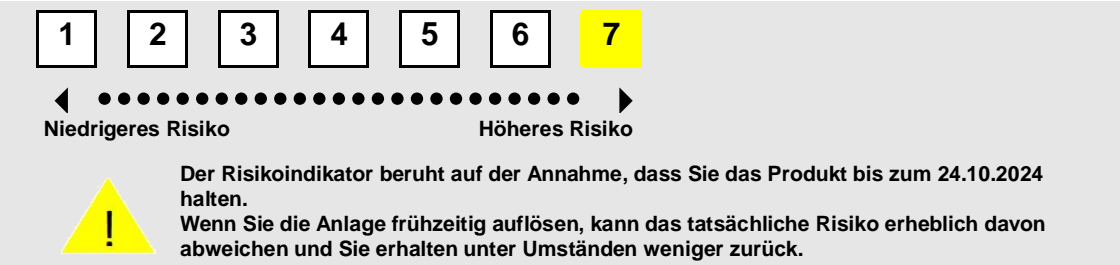 1 2 3 4 5 6 7
Niedrigeres Risiko Höheres Risiko
Der Risikoindikator beruht auf der Annahme, dass Sie das Produkt bis zum 24.10.2024
halten.
Wenn Sie die Anlage frühzeitig auflösen, kann das tatsächliche Risiko erheblich davon
abweichen und Sie erhalten unter Umständen weniger zurück.
!